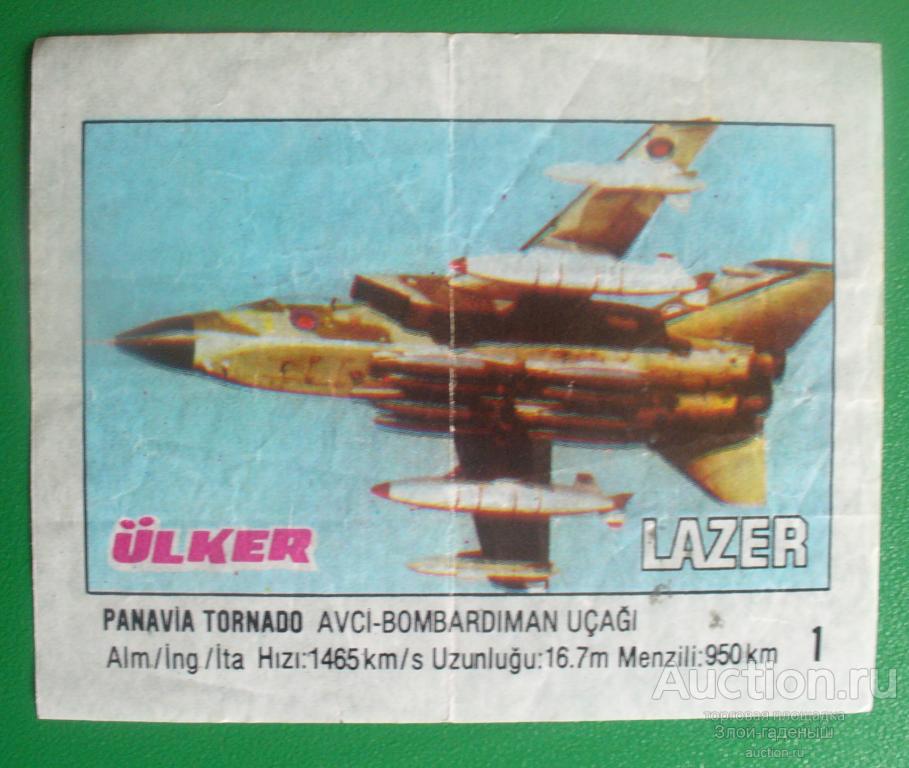 ÜLKER
LAZER
PANAVİA TORNADO AVCİ-BOMBARDIMAN UÇAĞI
Alm/İng/İta Hızı:1465km/s Uzunluğu:16.7m Menzili:950km 1
Auction.ru
торговая площадка
Злой-гаденыш
auction.ru